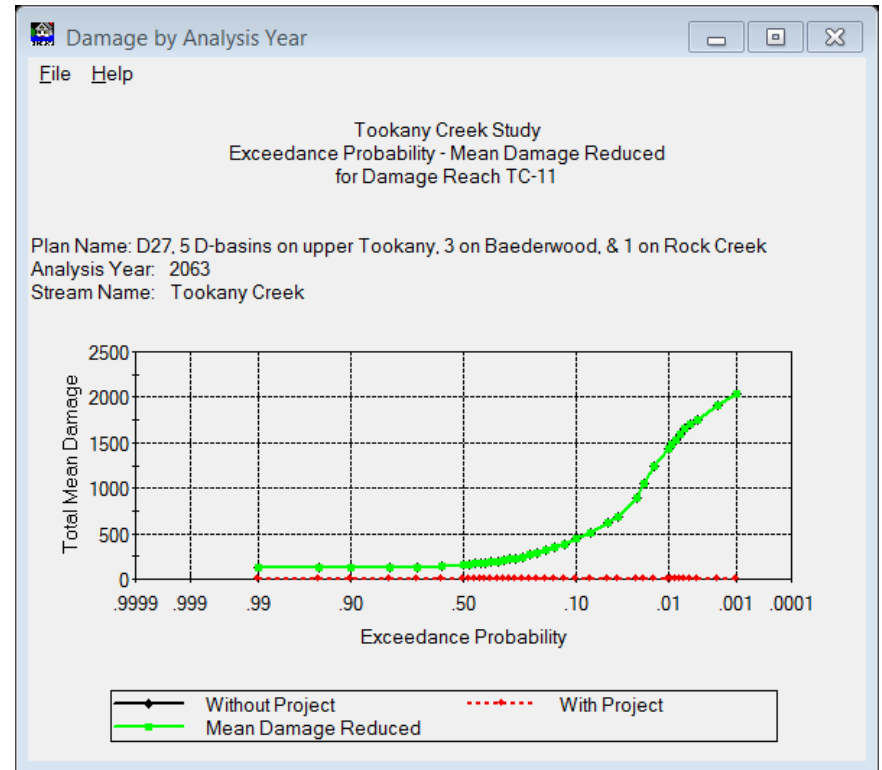 Damage by Analysis Year
File Help
Tookany Creek Study
Exceedance Probability - Mean Damage Reduced
for Damage Reach TC-11
Plan Name: D27, 5 D-basins on upper Tookany, 3 on Baederwood, & 1 on Rock Creek
Analysis Year: 2063
Stream Name: Tookany Creek
Total Mean Damage
2500
2000
1500
1000
500
0
.9999 .999 .99 .90 .50 .10 .01 .001 .0001
Exceedance Probability
Without Project With Project
Mean Damage Reduced